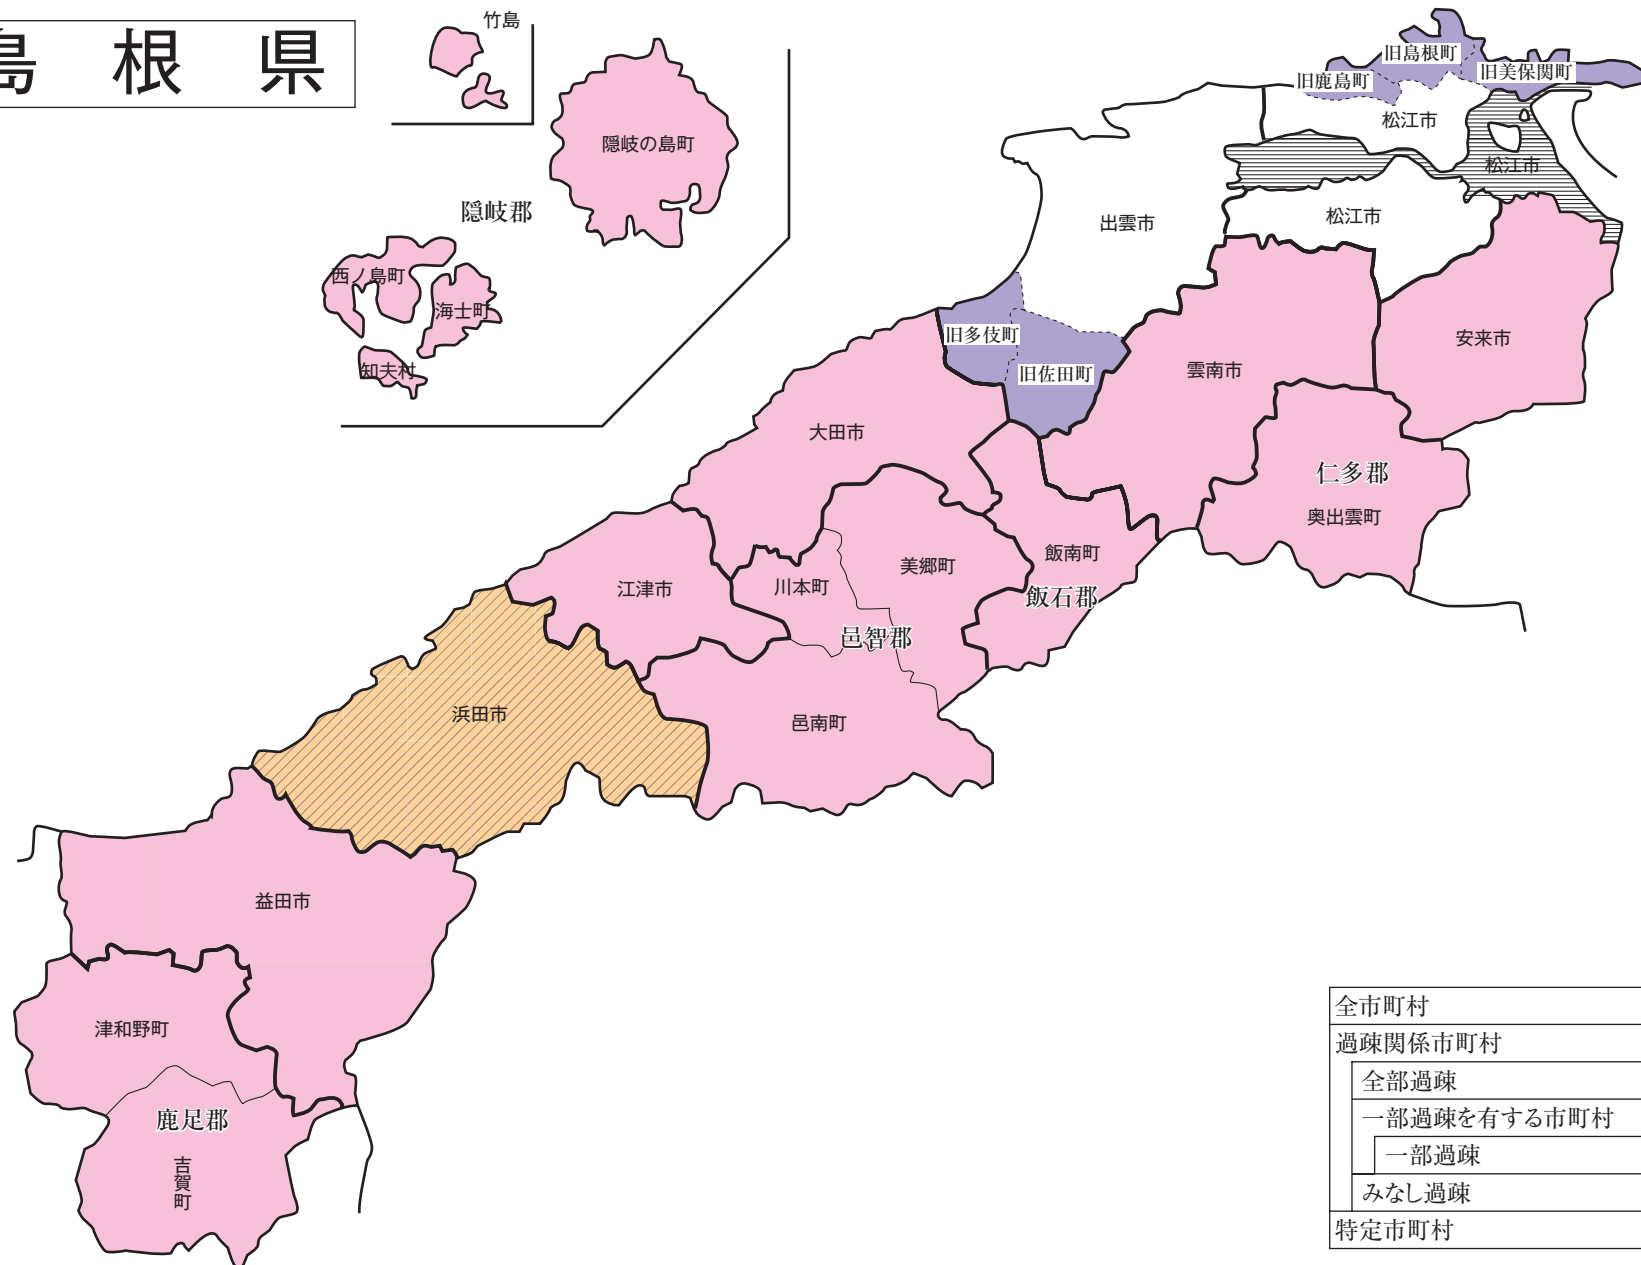 島根県
竹島
隠岐の島町
隠岐郡
西ノ島町
海士町
知夫村
旧島根町
旧鹿島町
旧美保関町
松江市
松江市
松江市
出雲市
旧多伎町
旧佐田町
雲南市
安来市
大田市
仁多郡
奥出雲町
飯南町
飯石郡
美郷町
川本町
江津市
邑智郡
邑南町
浜田市
益田市
津和野町
鹿足郡
吉賀町
全市町村
過疎関係市町村
全部過疎
一部過疎を有する市町村
一部過疎
みなし過疎
特定市町村